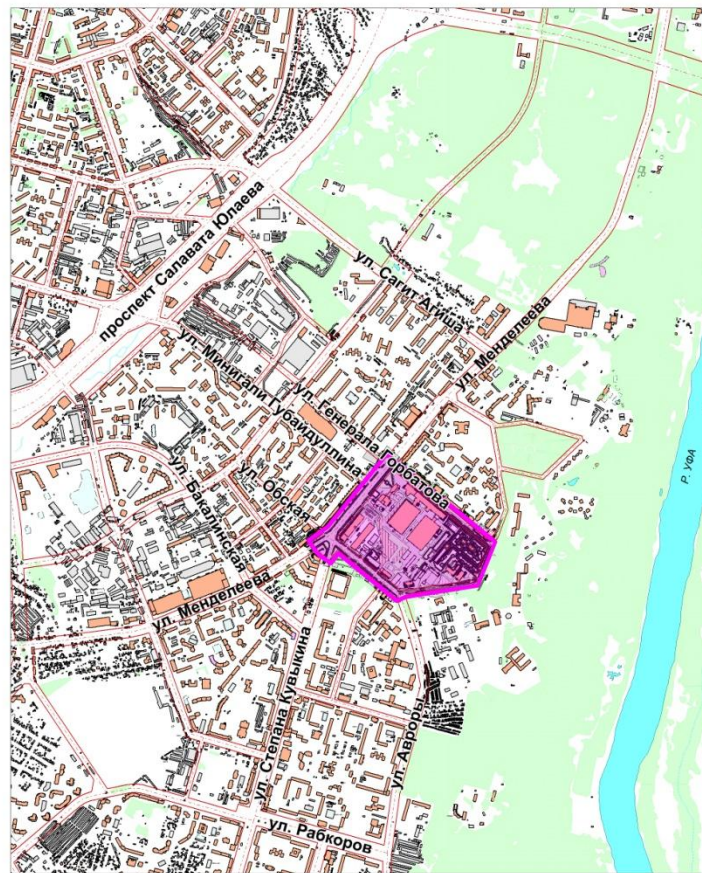 проспект Салавата Юлаева
ул. Сагит Агиша
ул. Менделеева
ул. Минигали Губайдуллина
ул. Генерала Горбатова
ул. Обская
ул. Бакалинская
Р. УФА
ул. Менделеева
ул. Степана Кувыкина
ул. Авроры
ул. Рабкоров